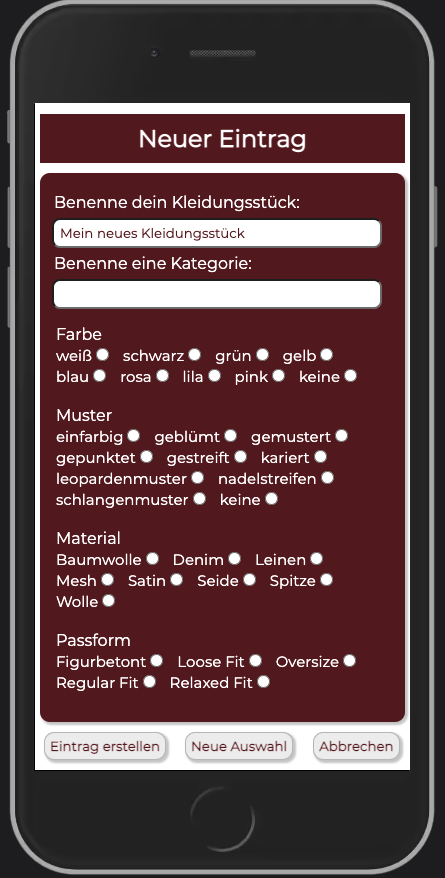 Neuer Eintrag
Benenne dein Kleidungsstück:
Mein neues Kleidungsstück
Benenne eine Kategorie:
Farbe
weiß schwarz grün gelb
blau rosa lila pink keine
Muster
einfarbig geblümt gemustert
gepunktet gestreift kariert
leopardenmuster nadelstreifen
schlangenmuster keine
Material
Baumwolle Denim Leinen
Mesh Satin Seide Spitze
Wolle
Passform
Figurbetont Loose Fit Oversize
Regular Fit Relaxed Fit
Eintrag erstellen Neue Auswahl Abbrechen